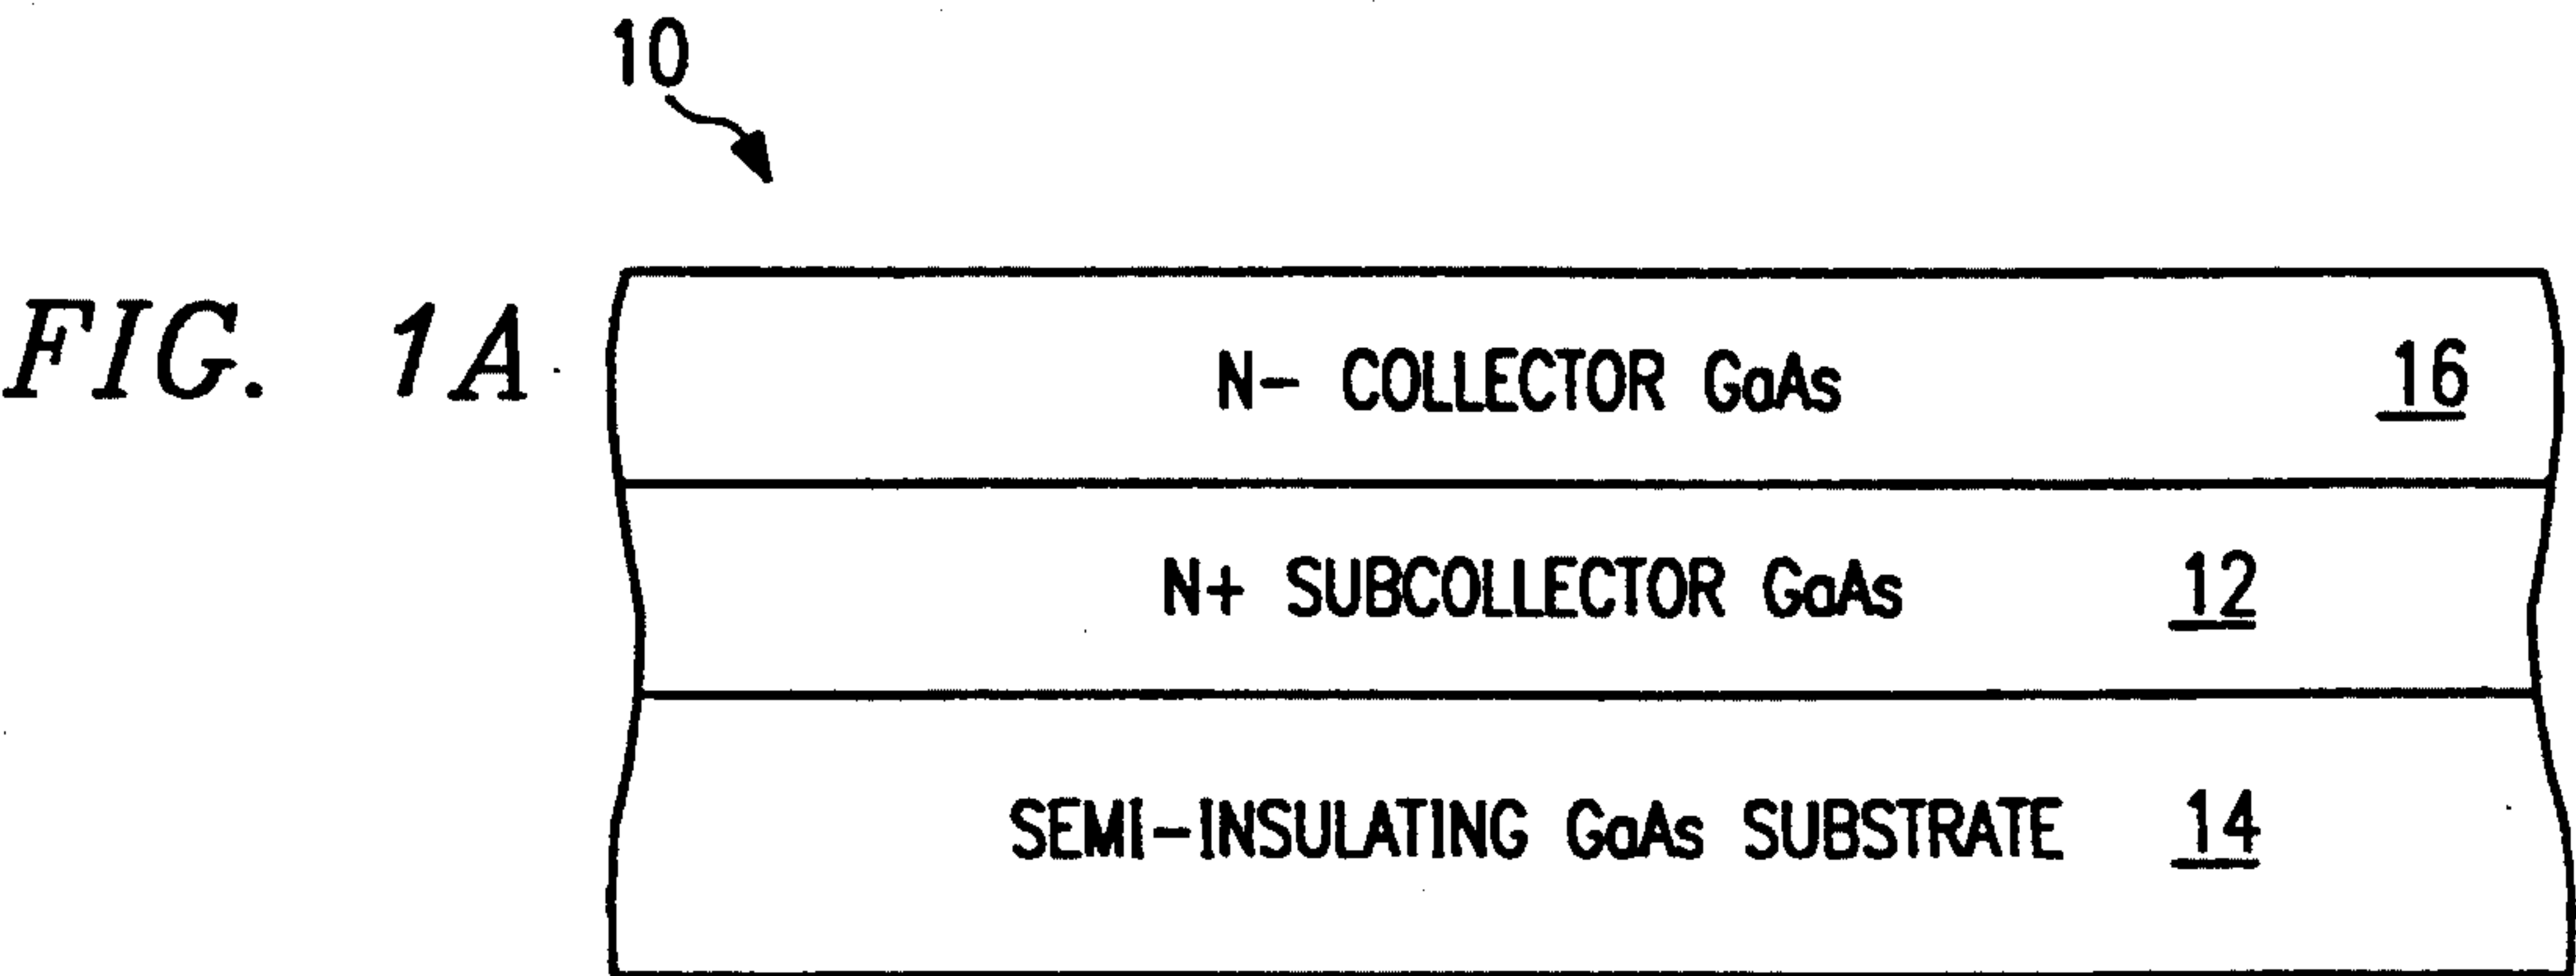 10
FIG. 1A
N- COLLECTOR GaAs 16
N+ SUBCOLLECTOR GaAs 12
SEMI-INSULATING GaAs SUBSTRATE 14